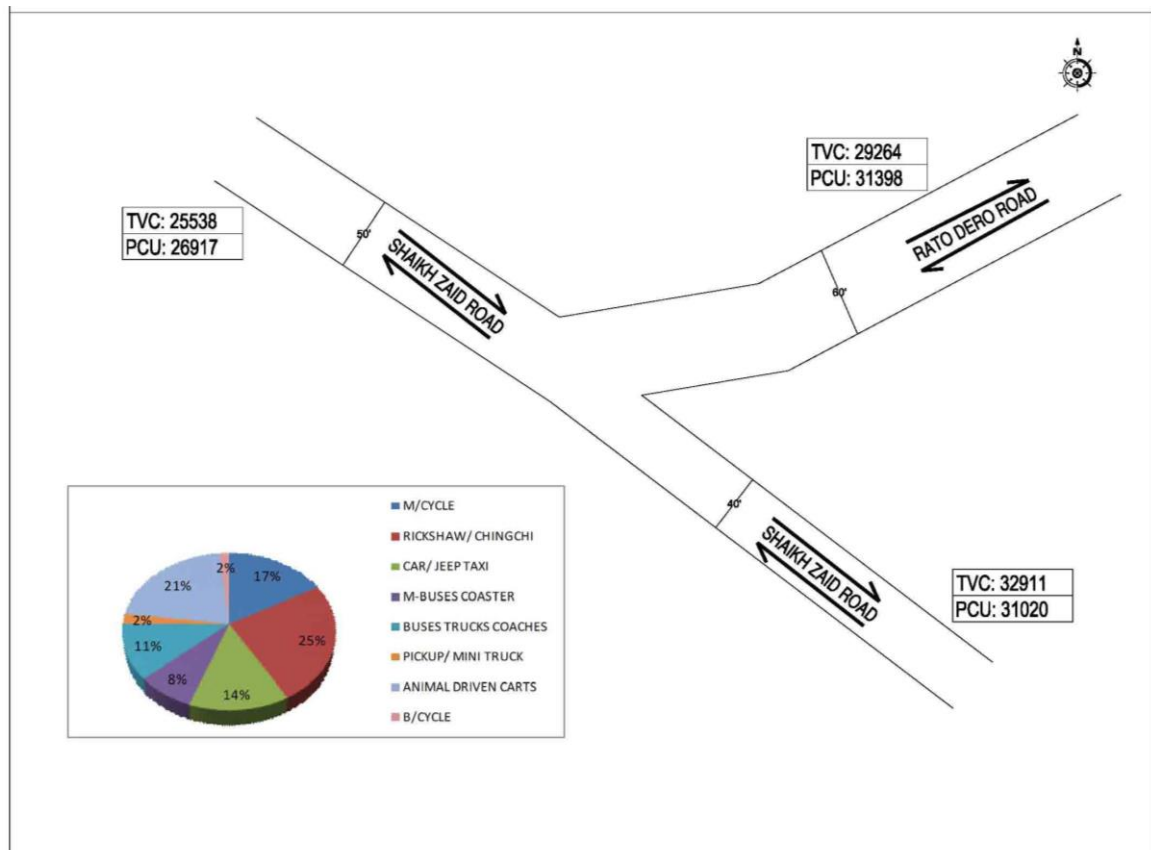 N
TVC: 29264
PCU: 31398
TVC: 25538
PCU: 26917
50'
SHAIKH ZAID ROAD
RATO DERO ROAD
60'
40'
SHAIKH ZAID ROAD
TVC: 32911
PCU: 31020
M/CYCLE
RICKSHAW/ CHINGCHI
CAR/ JEEP TAXI
M-BUSES COASTER
BUSES TRUCKS COACHES
PICKUP/ MINI TRUCK
ANIMAL DRIVEN CARTS
B/CYCLE
2%
17%
21%
2%
25%
11%
8%
14%